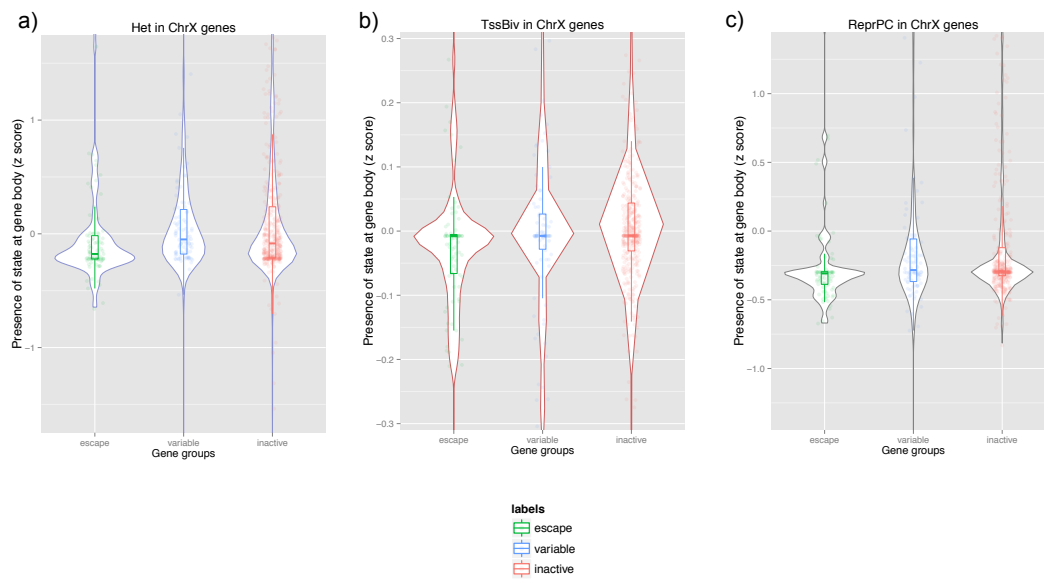 a)
Het in ChrX genes
Presence of state at gene body (z score)
1
0
−1
escape variable inactive
Gene groups
b)
TssBiv in ChrX genes
Presence of state at gene body (z score)
0.3
0.2
0.1
0.0
−0.1
−0.2
−0.3
escape variable inactive
Gene groups
c)
ReprPC in ChrX genes
Presence of state at gene body (z score)
1.0
0.5
0.0
−0.5
−1.0
escape variable inactive
Gene groups
labels
escape
variable
inactive